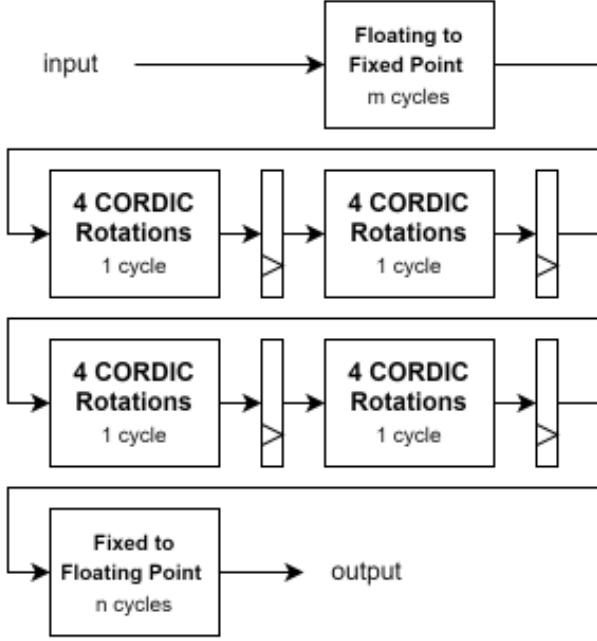 input
Floating to
Fixed Point
m cycles
4 CORDIC
Rotations
1 cycle
4 CORDIC
Rotations
1 cycle
4 CORDIC
Rotations
1 cycle
4 CORDIC
Rotations
1 cycle
Fixed to
Floating Point
n cycles
output